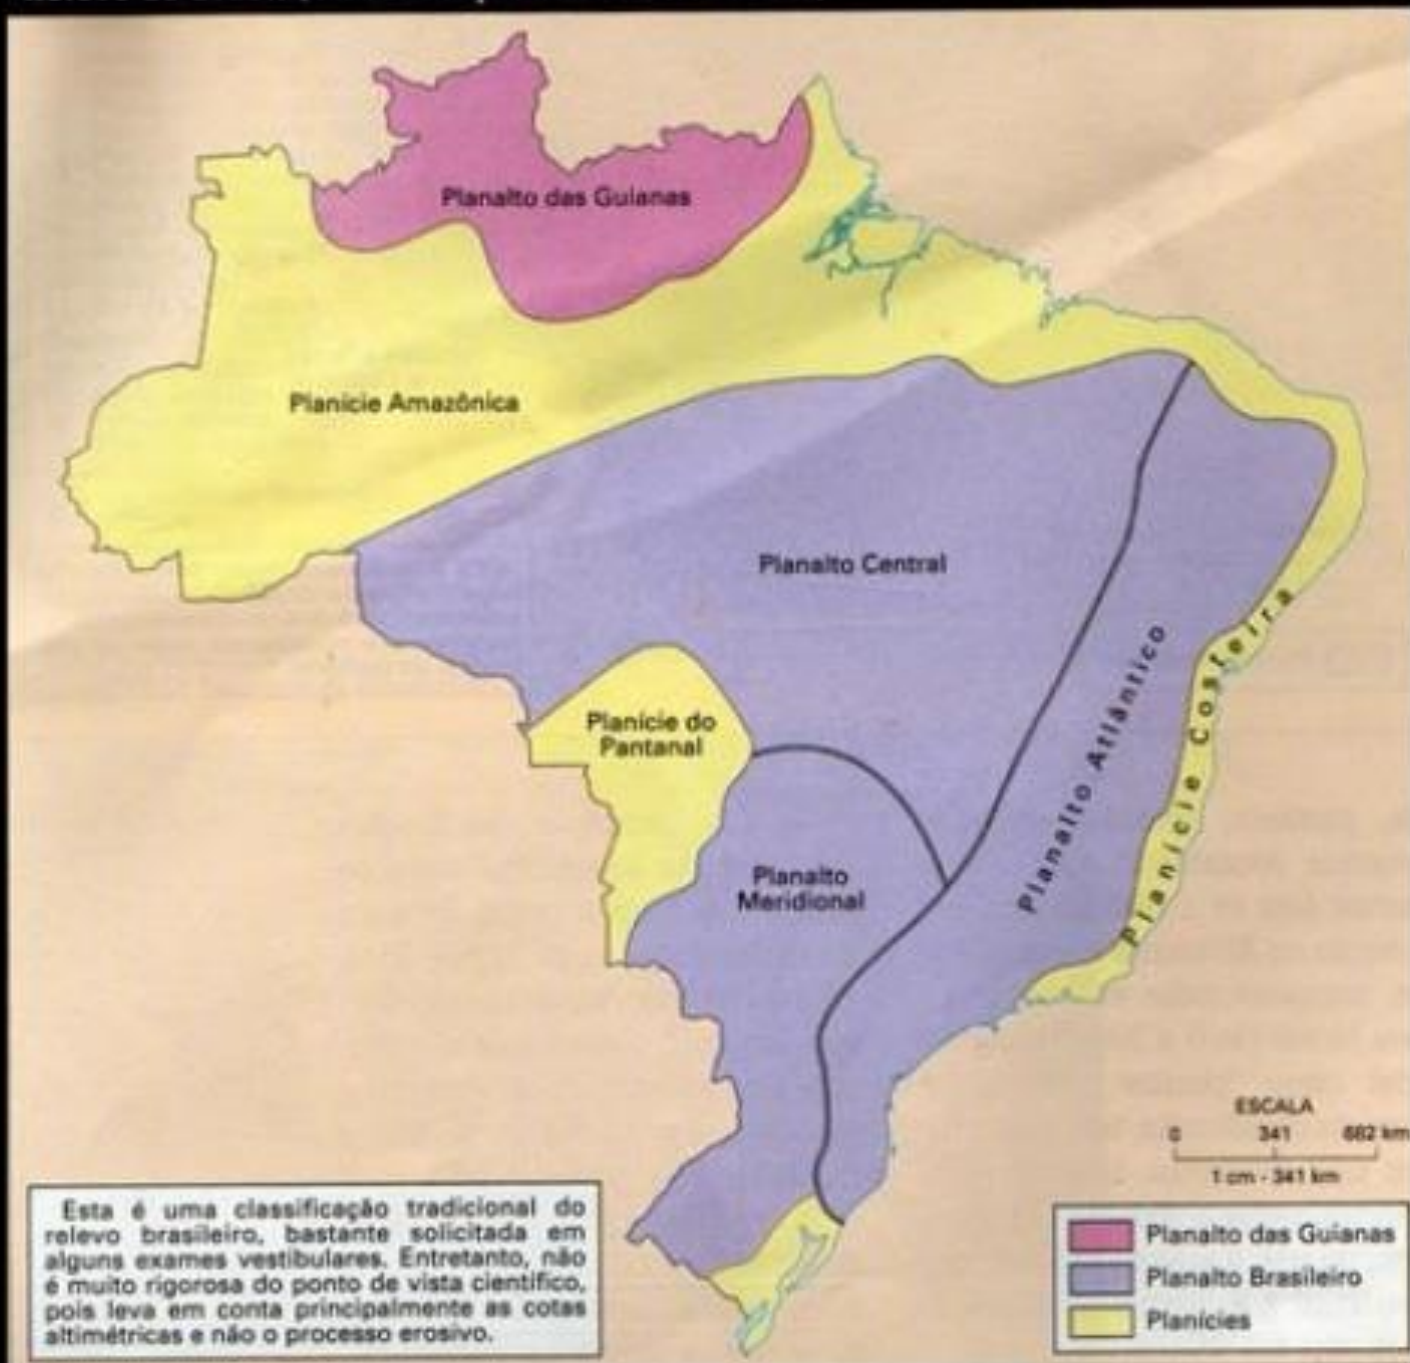 Planalto das Guianas
Planície Amazônica
Planalto Central
Planície do
Pantanal
Planalto
Meridional
Planalto Atlântico
Planície Costeira
ESCALA
0 341 682 km
1 cm - 341 km
Esta é uma classificação tradicional do
relevo brasileiro, bastante solicitada em
alguns exames vestibulares. Entretanto, não
é muito rigorosa do ponto de vista científico,
pois leva em conta principalmente as cotas
altimétricas e não o processo erosivo.
Planalto das Guianas
Planalto Brasileiro
Planícies